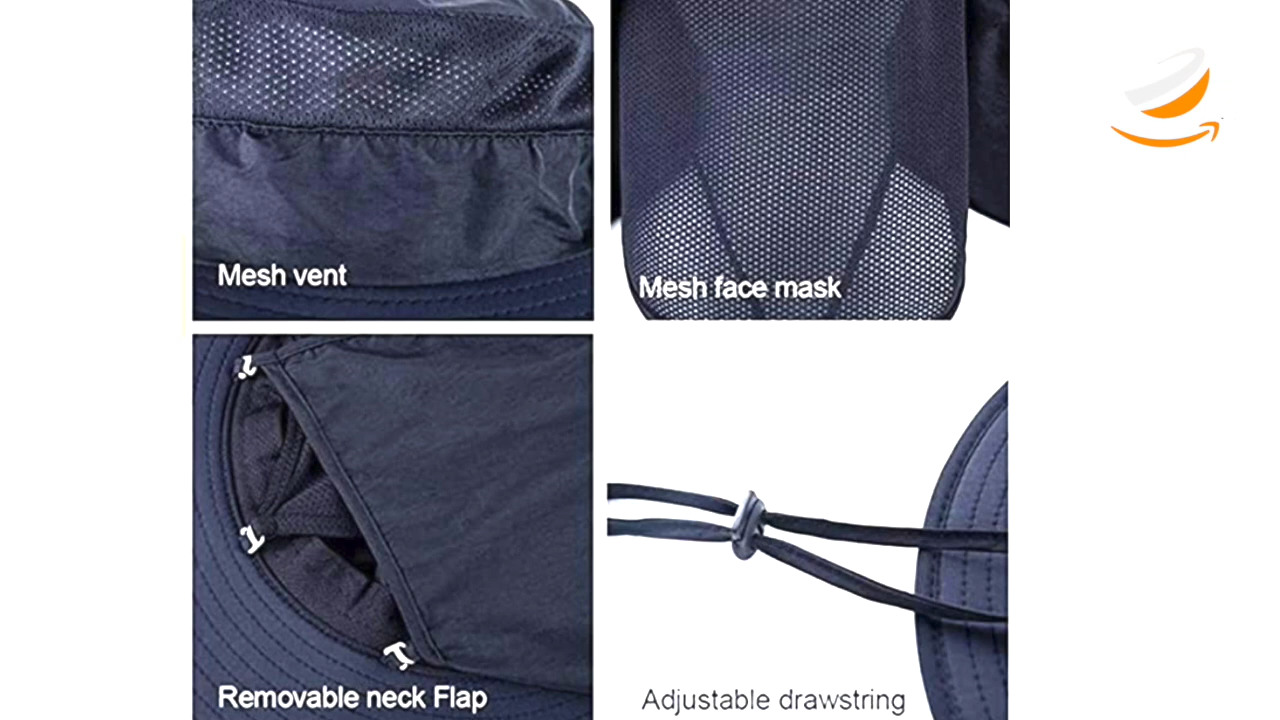 Mesh vent
Mesh face mask
Removable neck Flap
Adjustable drawstring